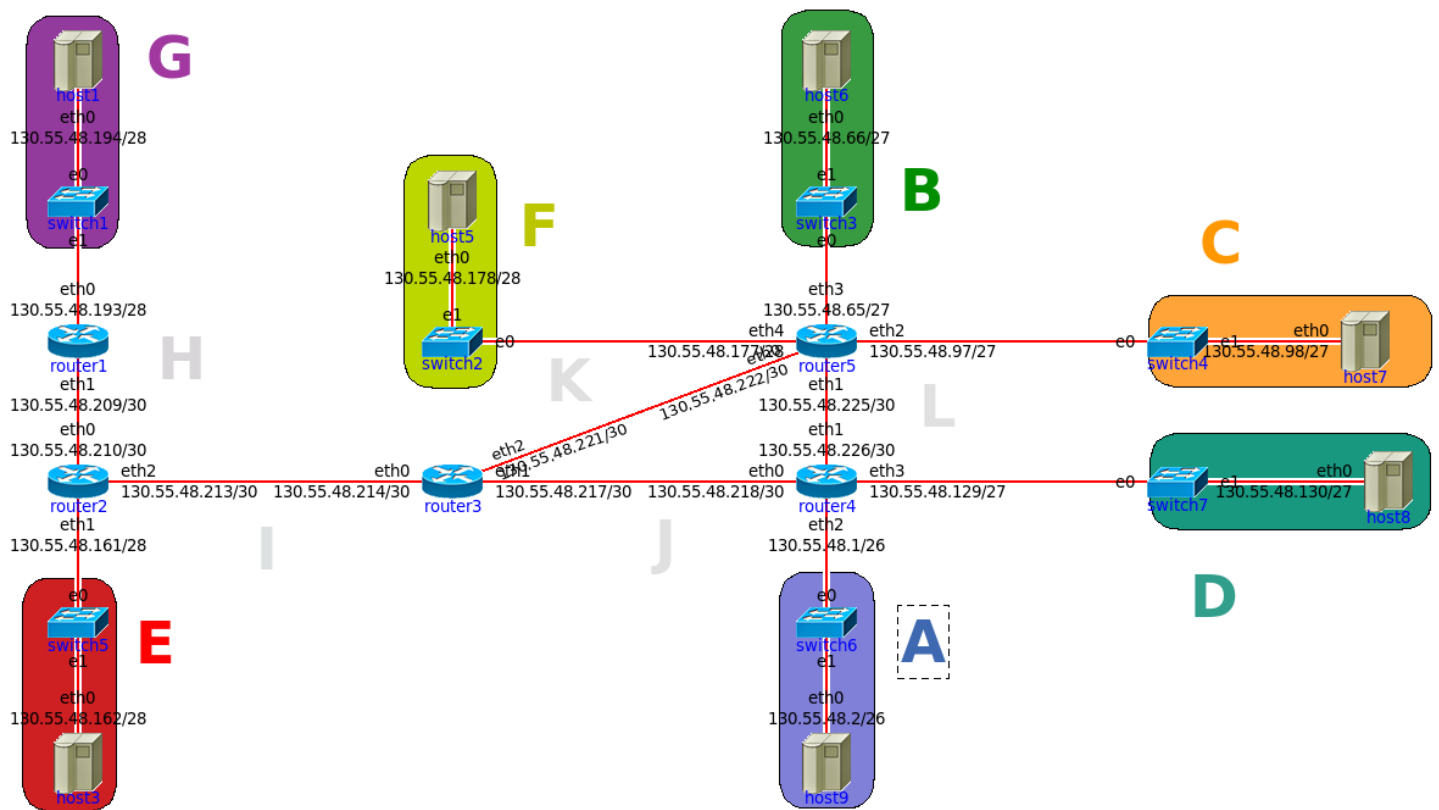 G
host1
eth0
130.55.48.194/28
e0
switch1
e1
eth0
130.55.48.193/28
router1
eth1
130.55.48.209/30
H
eth0
130.55.48.210/30
router2
eth2
130.55.48.213/30
eth1
130.55.48.161/28
I
e0
switch5
e1
E
eth0
130.55.48.162/28
host3
F
host5
eth0
130.55.48.178/28
e1
switch2
e0
K
eth0
130.55.48.214/30
router3
eth2
130.55.48.221/30
eth1
130.55.48.217/30
J
B
host6
eth0
130.55.48.66/27
e1
switch3
e0
eth3
130.55.48.65/27
eth4
130.55.48.177/28
130.55.48.222/30
router5
eth2
130.55.48.97/27
eth1
130.55.48.225/30
L
eth1
130.55.48.226/30
eth0
130.55.48.218/30
router4
eth3
130.55.48.129/27
eth2
130.55.48.1/26
e0
switch6
e1
A
eth0
130.55.48.2/26
host9
C
e0
switch4
e1
eth0
130.55.48.98/27
host7
e0
switch7
e1
eth0
130.55.48.130/27
host8
D